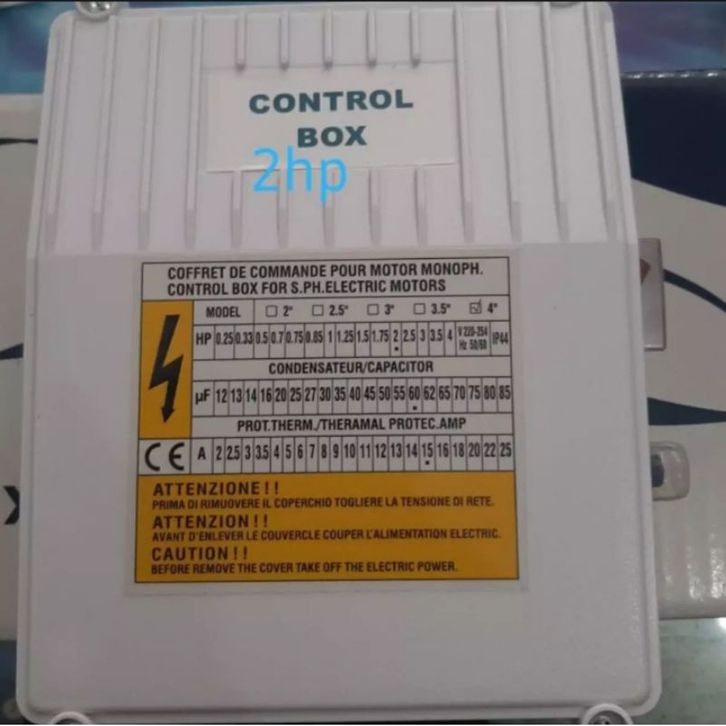 CONTROL
BOX
2hp
COFFRET DE COMMANDE POUR MOTOR MONOPH.
CONTROL BOX FOR S.PH.ELECTRIC MOTORS
MODEL ☐ 2" ☐ 2.5" ☐ 3" ☐ 3.5" ☑ 4"
HP 0.25 0.33 0.5 0.7 0.75 0.85 1 1.25 1.5 1.75 2 2.5 3 3.5 4 V 220-254 Hz 50/60 IP44
CONDENSATEUR/CAPACITOR
µF 12 13 14 16 20 25 27 30 35 40 45 50 55 60 62 65 70 75 80 85
PROT.THERM./THERAMAL PROTEC.AMP
CE A 2 2.5 3 3.5 4 5 6 7 8 9 10 11 12 13 14 15 16 18 20 22 25
ATTENZIONE!!
PRIMA DI RIMUOVERE IL COPERCHIO TOGLIERE LA TENSIONE DI RETE.
ATTENZION!!
AVANT D'ENLEVER LE COUVERCLE COUPER L'ALIMENTATION ELECTRIC.
CAUTION!!
BEFORE REMOVE THE COVER TAKE OFF THE ELECTRIC POWER.